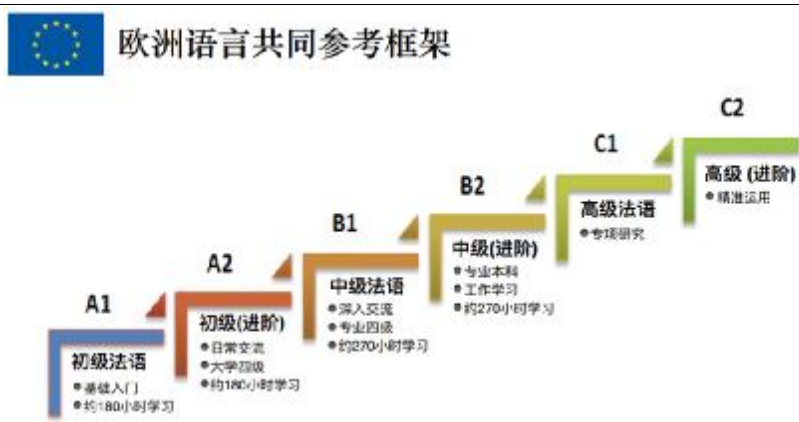 欧洲语言共同参考框架
A1
初级法语
●基础入门
●约180小时学习
A2
初级(进阶)
●日常交流
●大学四级
●约180小时学习
B1
中级法语
●深入交流
●专业四级
●约270小时学习
B2
中级(进阶)
●专业本科
●工作学习
●约270小时学习
C1
高级法语
●专项研究
C2
高级 (进阶)
●精准运用